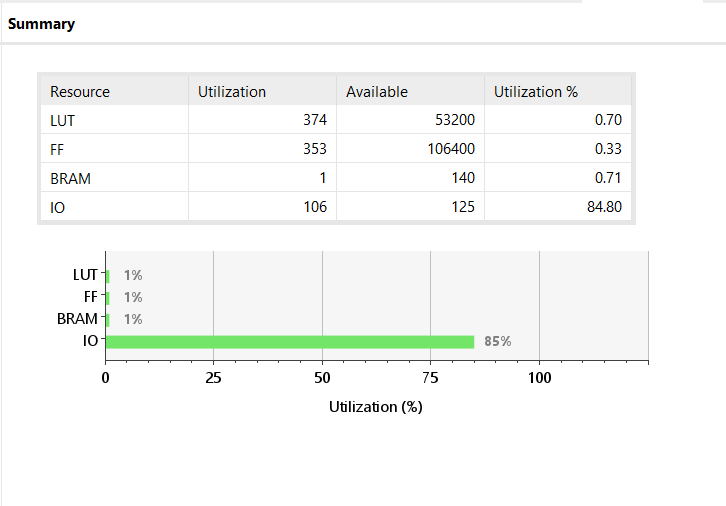 Summary
Resource Utilization Available Utilization %
LUT 374 53200 0.70
FF 353 106400 0.33
BRAM 1 140 0.71
IO 106 125 84.80
LUT 1%
FF 1%
BRAM 1%
IO 85%
0 25 50 75 100
Utilization (%)